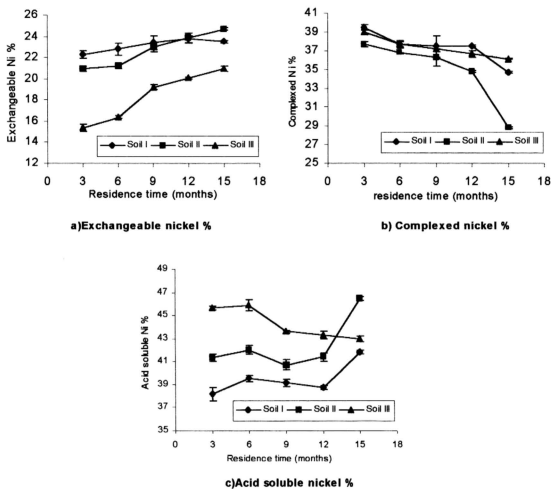 Exchangeable Ni %
26
24
22
20
18
16
14
12
Soil I Soil II Soil III
0 3 6 9 12 15 18
Residence time (months)
a)Exchangeable nickel %
Complexed Ni %
41
39
37
35
33
31
29
27
25
Soil I Soil II Soil III
0 3 6 9 12 15 18
residence time (months)
b) Complexed nickel %
Acid soluble Ni %
49
47
45
43
41
39
37
35
Soil I Soil II Soil III
0 3 6 9 12 15 18
Residence time (months)
c)Acid soluble nickel %